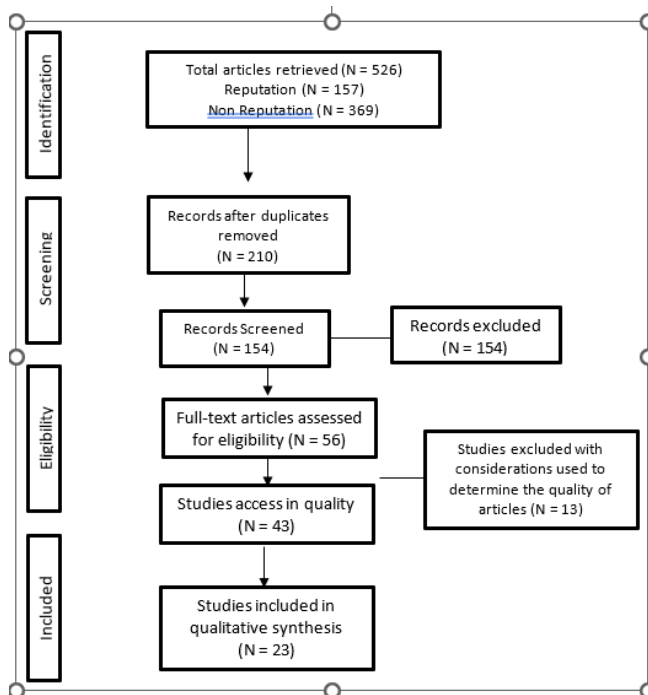 Identification
Total articles retrieved (N = 526)
Reputation (N = 157)
Non Reputation (N = 369)
Screening
Records after duplicates
removed
(N = 210)
Records Screened
(N = 154)
Records excluded
(N = 154)
Eligibility
Full-text articles assessed
for eligibility (N = 56)
Studies excluded with
considerations used to
determine the quality of
articles (N = 13)
Studies access in quality
(N = 43)
Included
Studies included in
qualitative synthesis
(N = 23)